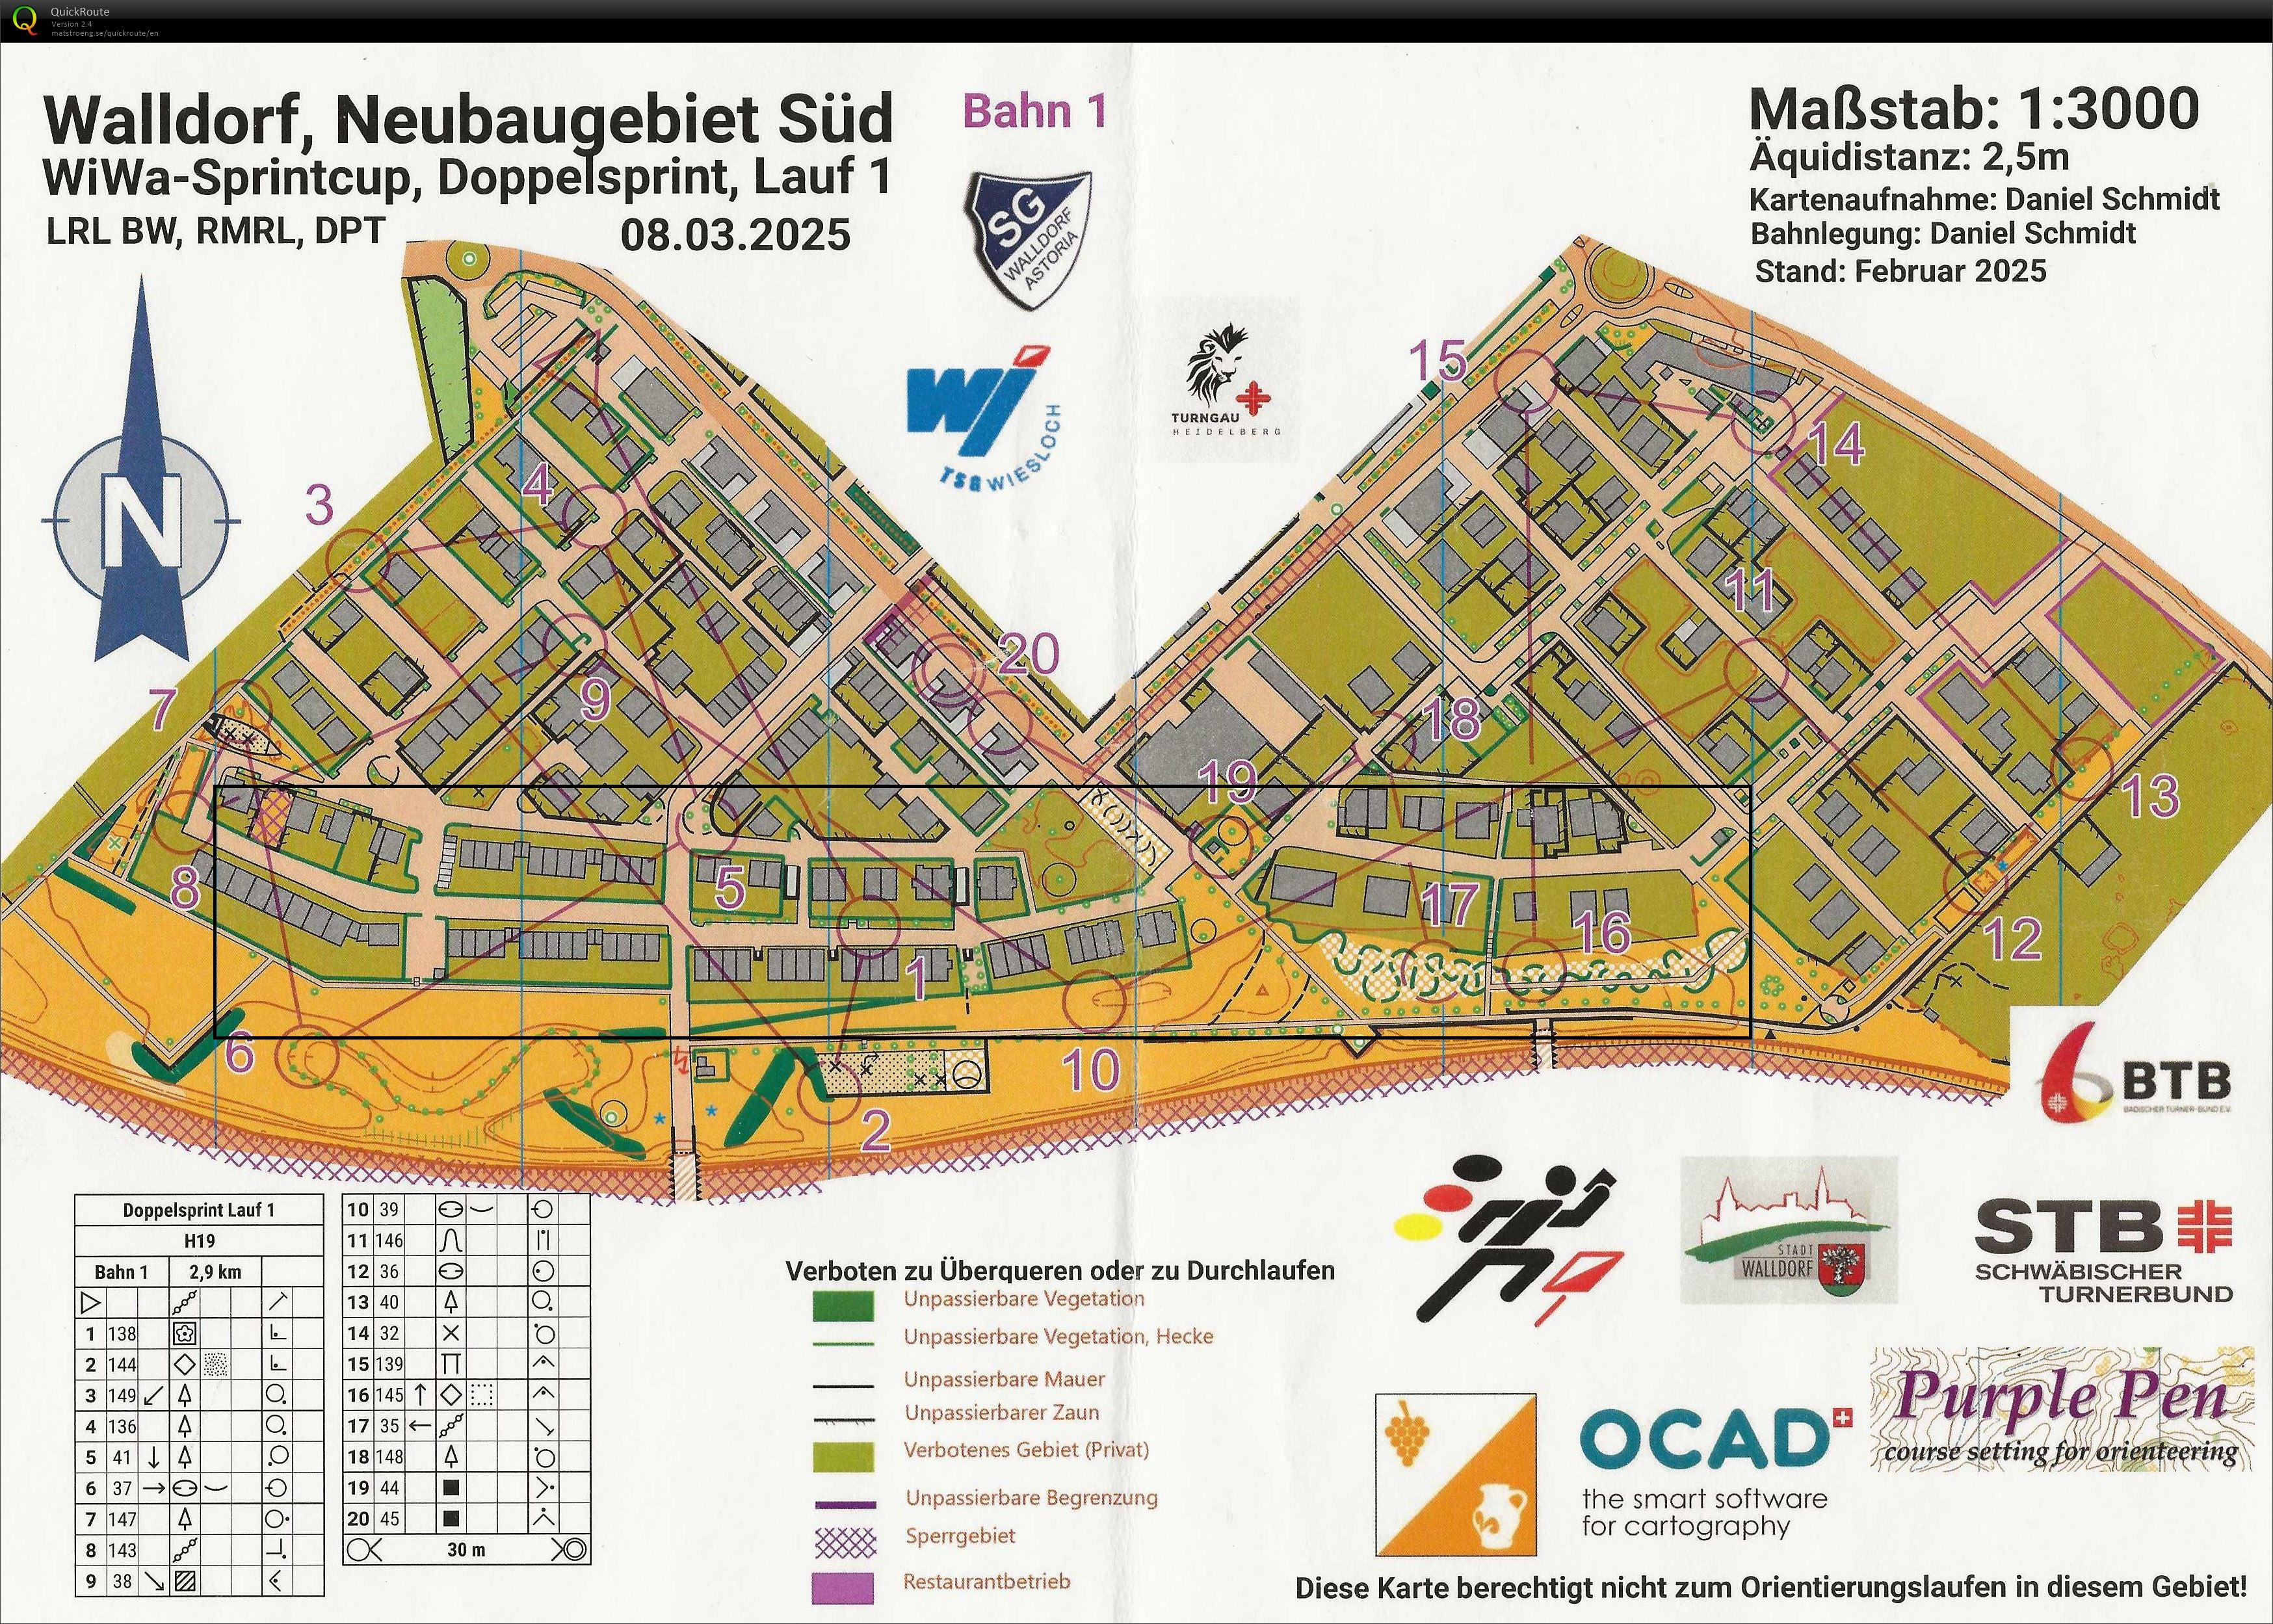 QuickRoute
Version 2.4
matstroeng.se/quickroute/en
Walldorf, Neubaugebiet Süd
WiWa-Sprintcup, Doppelsprint, Lauf 1
LRL BW, RMRL, DPT
08.03.2025
Bahn 1
SG
WALLDORF
ASTORIA
Maßstab: 1:3000
Äquidistanz: 2,5m
Kartenaufnahme: Daniel Schmidt
Bahnlegung: Daniel Schmidt
Stand: Februar 2025
TSG WIESLOCH
TURNGAU
HEIDELBERG
N
3
4
15
14
11
20
9
7
18
19
13
8
5
1
17
16
12
6
10
2
BTB
BADISCHER TURNER-BUND E.V.
Doppelsprint Lauf 1
H19
Bahn 1 2,9 km
1 138
2 144
3 149
4 136
5 41
6 37
7 147
8 143
9 38
10 39
11 146
12 36
13 40
14 32
15 139
16 145
17 35
18 148
19 44
20 45
30 m
Verboten zu Überqueren oder zu Durchlaufen
Unpassierbare Vegetation
Unpassierbare Vegetation, Hecke
Unpassierbare Mauer
Unpassierbarer Zaun
Verbotenes Gebiet (Privat)
Unpassierbare Begrenzung
Sperrgebiet
Restaurantbetrieb
STADT
WALLDORF
STB
SCHWÄBISCHER
TURNERBUND
OCAD
the smart software
for cartography
Purple Pen
course setting for orienteering
Diese Karte berechtigt nicht zum Orientierungslaufen in diesem Gebiet!